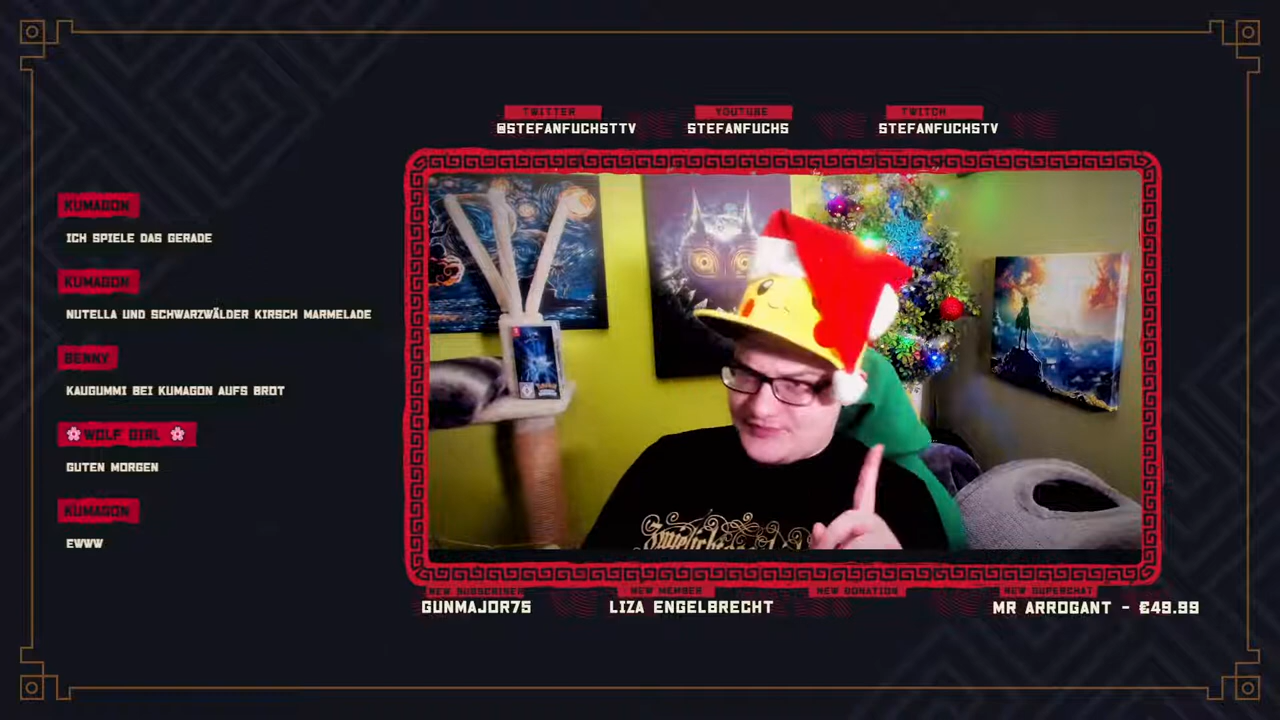 TWITTER
@STEFANFUCHSTTV
YOUTUBE
STEFANFUCHS
TWITCH
STEFANFUCHSTV
KUMAGON
ICH SPIELE DAS GERADE
KUMAGON
NUTELLA UND SCHWARZWÄLDER KIRSCH MARMELADE
BENNY
KAUGUMMI BEI KUMAGON AUFS BROT
WOLF GIRL
GUTEN MORGEN
KUMAGON
EWWW
NEW SUBSCRIBER
GUNMAJOR75
NEW MEMBER
LIZA ENGELBRECHT
NEW DONATION
NEW SUPERCHAT
MR ARROGANT - €49.99